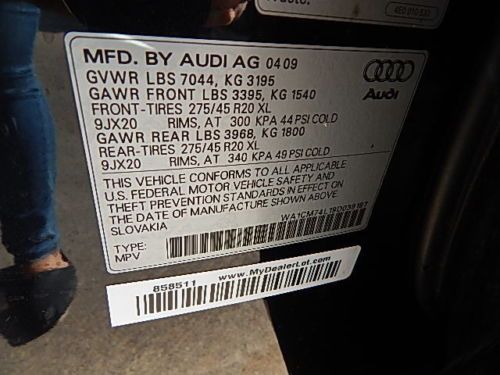 4E0 010 530
MFD. BY AUDI AG 04 09
GVWR LBS 7044, KG 3195
GAWR FRONT LBS 3395, KG 1540
FRONT-TIRES 275/45 R20 XL
9JX20 RIMS, AT 300 KPA 44 PSI COLD
GAWR REAR LBS 3968, KG 1800
REAR-TIRES 275/45 R20 XL
9JX20 RIMS, AT 340 KPA 49 PSI COLD
Audi
THIS VEHICLE CONFORMS TO ALL APPLICABLE
U.S. FEDERAL MOTOR VEHICLE SAFETY AND
THEFT PREVENTION STANDARDS IN EFFECT ON
THE DATE OF MANUFACTURE SHOWN ABOVE.
SLOVAKIA
WA1CM74L19D039187
TYPE:
MPV
858511 www.MyDealerLot.com